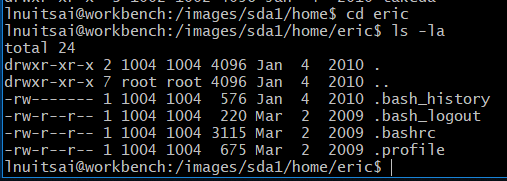 lnuitsai@workbench:/images/sda1/home$ cd eric
lnuitsai@workbench:/images/sda1/home/eric$ ls -la
total 24
drwxr-xr-x 2 1004 1004 4096 Jan  4  2010 .
drwxr-xr-x 7 root root 4096 Jan  4  2010 ..
-rw------- 1 1004 1004  576 Jan  4  2010 .bash_history
-rw-r--r-- 1 1004 1004  220 Mar  2  2009 .bash_logout
-rw-r--r-- 1 1004 1004 3115 Mar  2  2009 .bashrc
-rw-r--r-- 1 1004 1004  675 Mar  2  2009 .profile
lnuitsai@workbench:/images/sda1/home/eric$